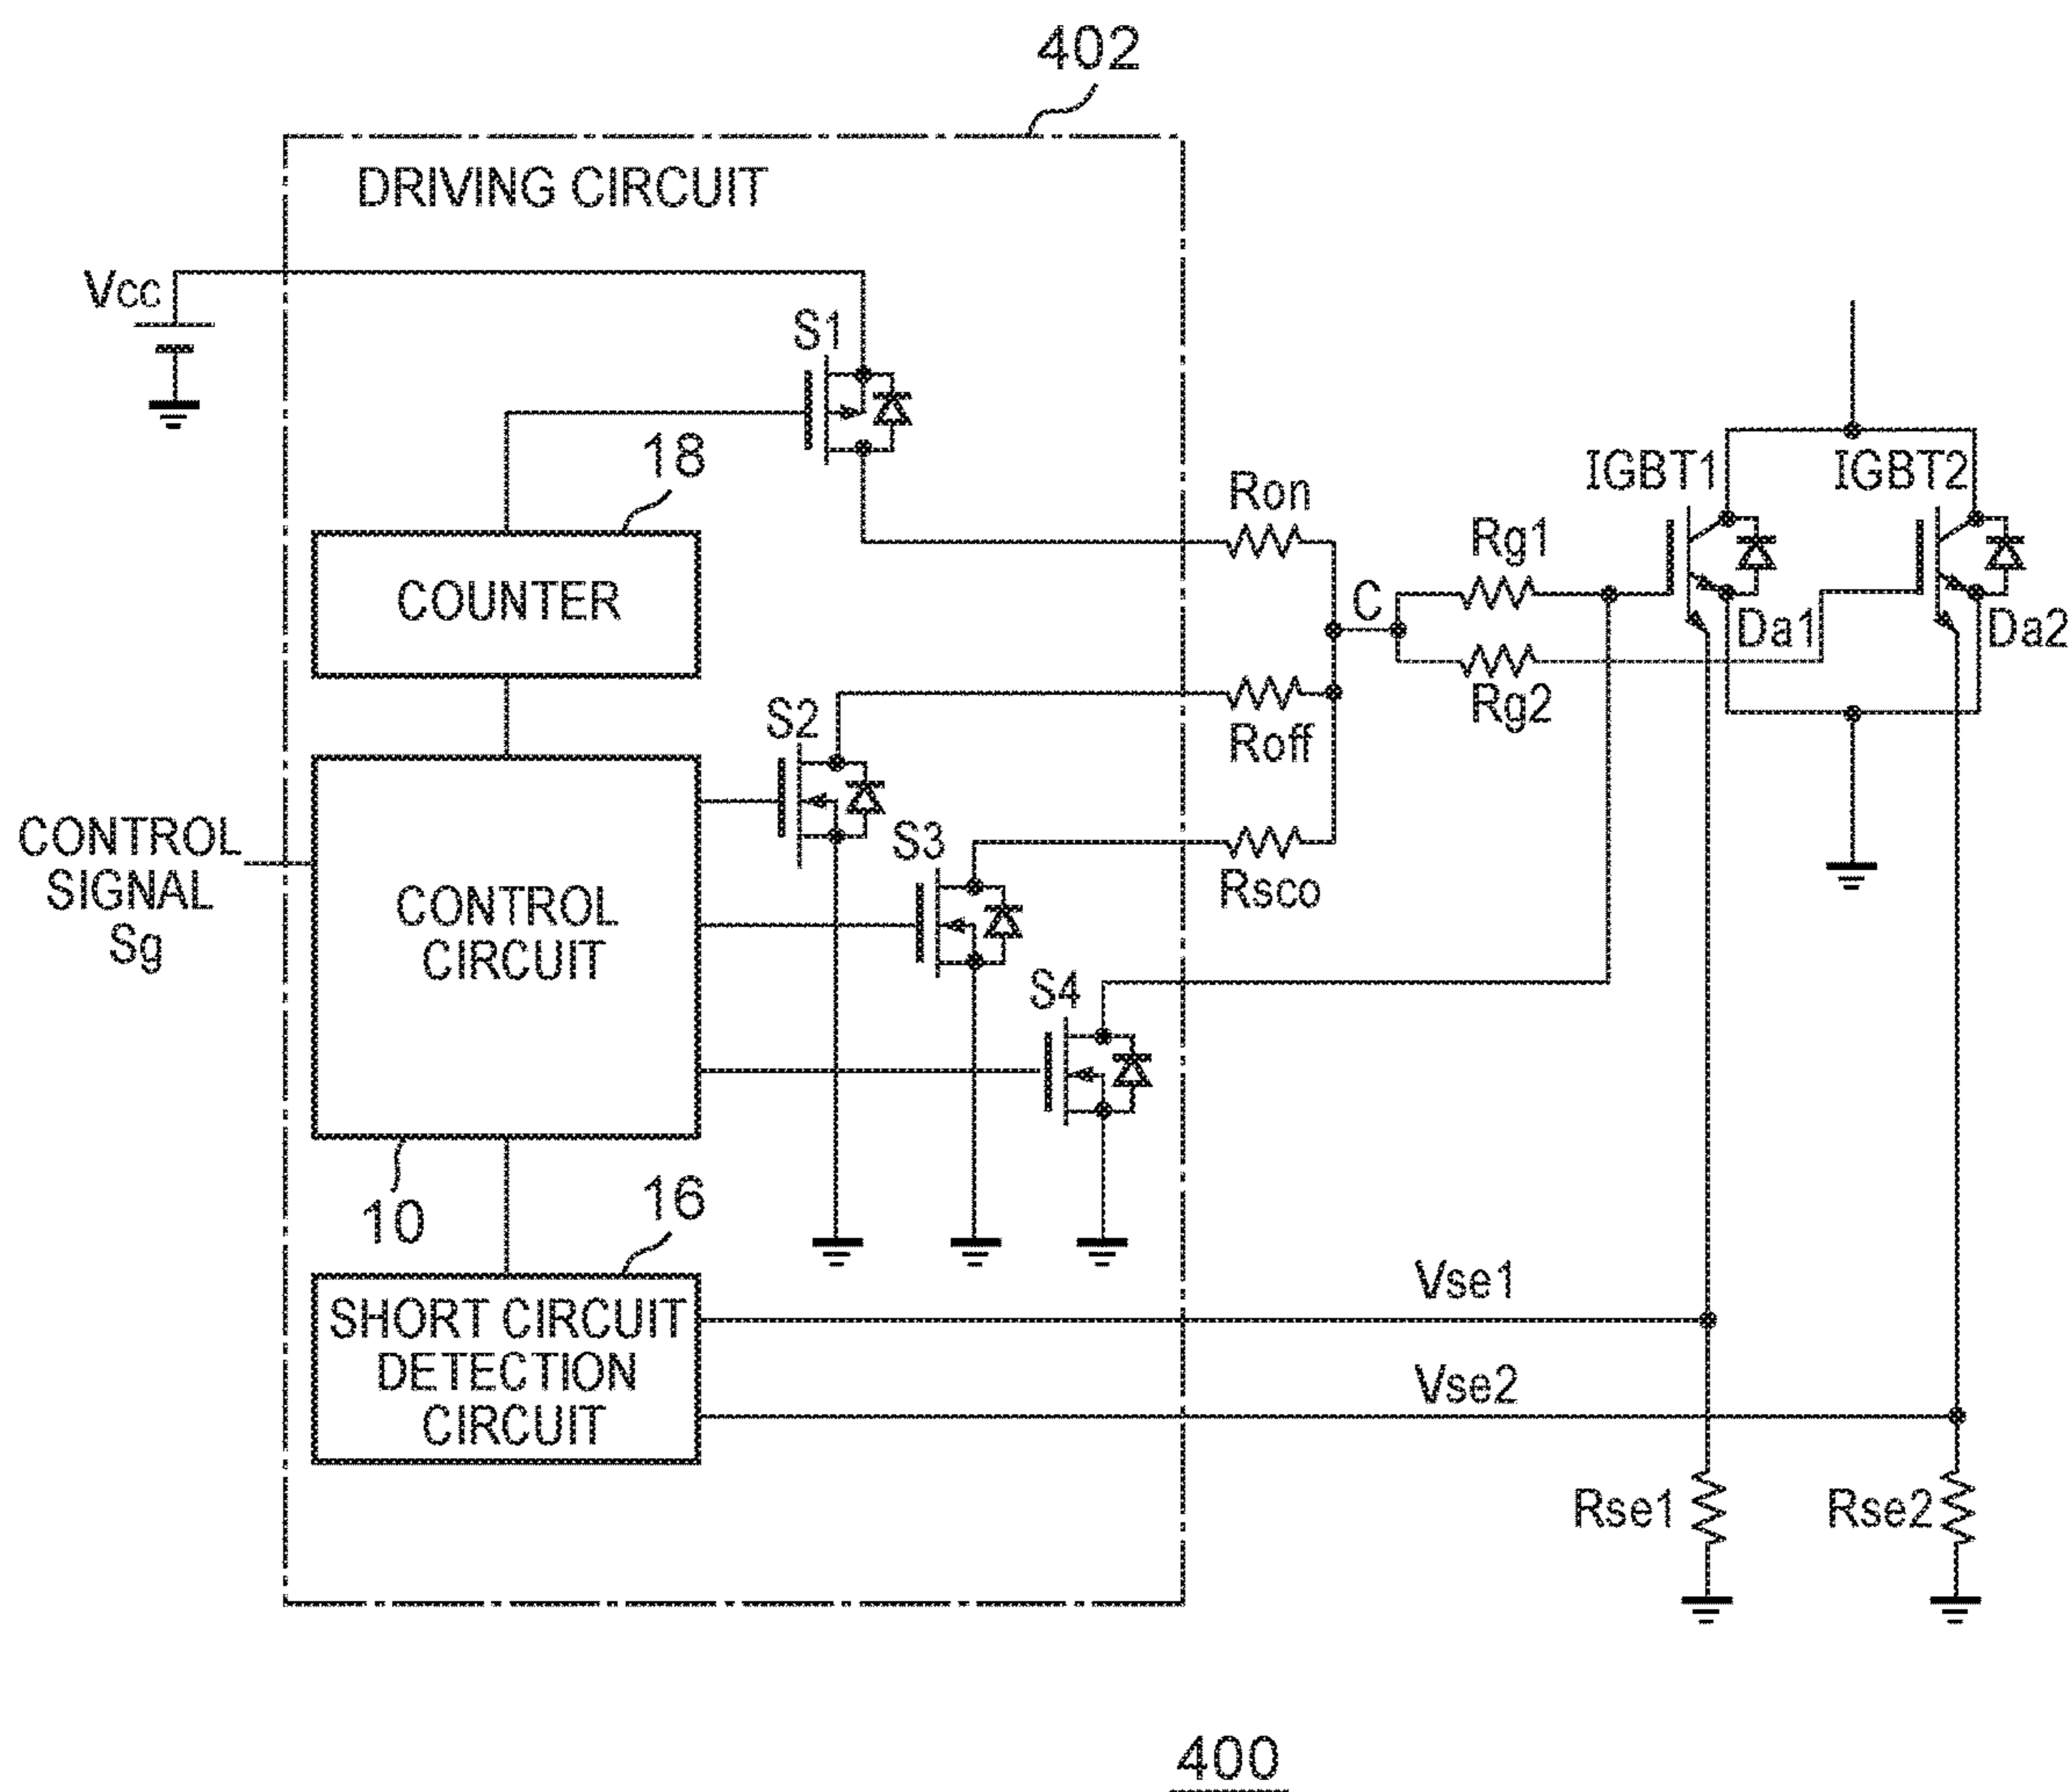 402
DRIVING CIRCUIT
Vcc
S1
18
COUNTER
Ron
IGBT1
IGBT2
Rg1
C
Da1
Da2
Rg2
S2
Roff
CONTROL
SIGNAL
Sg
CONTROL
CIRCUIT
S3
Rsco
S4
10
16
SHORT CIRCUIT
DETECTION
CIRCUIT
Vse1
Vse2
Rse1
Rse2
400